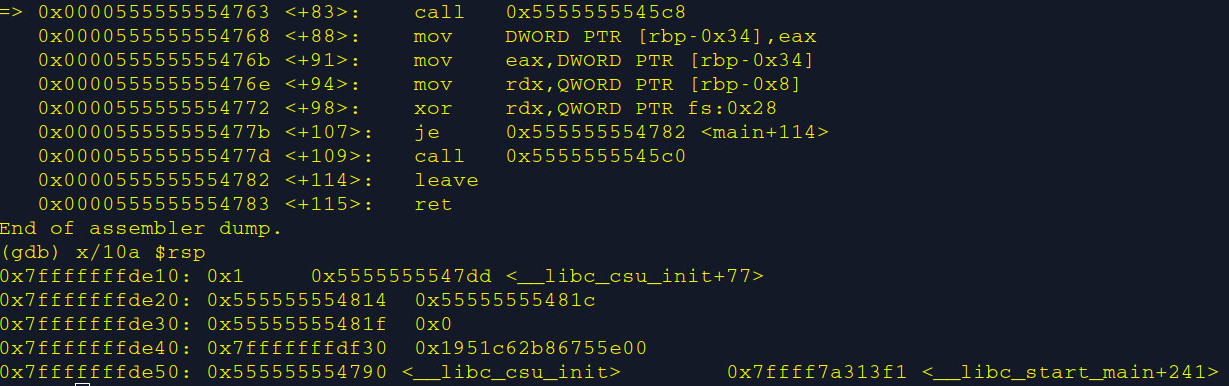 => 0x0000555555554763 <+83>: call 0x5555555545c8
0x0000555555554768 <+88>: mov DWORD PTR [rbp-0x34],eax
0x000055555555476b <+91>: mov eax,DWORD PTR [rbp-0x34]
0x000055555555476e <+94>: mov rdx,QWORD PTR [rbp-0x8]
0x0000555555554772 <+98>: xor rdx,QWORD PTR fs:0x28
0x000055555555477b <+107>: je 0x555555554782 <main+114>
0x000055555555477d <+109>: call 0x5555555545c0
0x0000555555554782 <+114>: leave
0x0000555555554783 <+115>: ret
End of assembler dump.
(gdb) x/10a $rsp
0x7fffffffde10: 0x1 0x5555555547dd <__libc_csu_init+77>
0x7fffffffde20: 0x555555554814 0x55555555481c
0x7fffffffde30: 0x55555555481f 0x0
0x7fffffffde40: 0x7fffffffdf30 0x1951c62b86755e00
0x7fffffffde50: 0x555555554790 <__libc_csu_init> 0x7ffff7a313f1 <__libc_start_main+241>